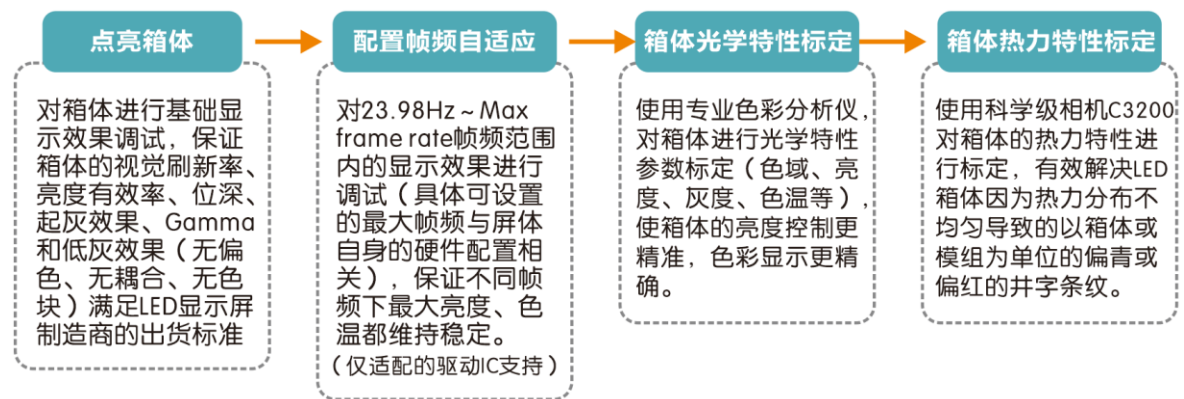 点亮箱体
对箱体进行基础显
示效果调试，保证
箱体的视觉刷新率、
亮度有效率、位深、
起灰效果、Gamma
和低灰效果（无偏
色、无耦合、无色
块）满足LED显示屏
制造商的出货标准
配置帧频自适应
对23.98Hz～Max
frame rate帧频范围
内的显示效果进行
调试（具体可设置
的最大帧频与屏体
自身的硬件配置相
关），保证不同帧
频下最大亮度、色
温都维持稳定。
（仅适配的驱动IC支持）
箱体光学特性标定
使用专业色彩分析仪，
对箱体进行光学特性
参数标定（色域、亮
度、灰度、色温等），
使箱体的亮度控制更
精准，色彩显示更精
确。
箱体热力特性标定
使用科学级相机C3200
对箱体的热力特性进
行标定，有效解决LED
箱体因为热力分布不
均匀导致的以箱体或
模组为单位的偏青或
偏红的井字条纹。